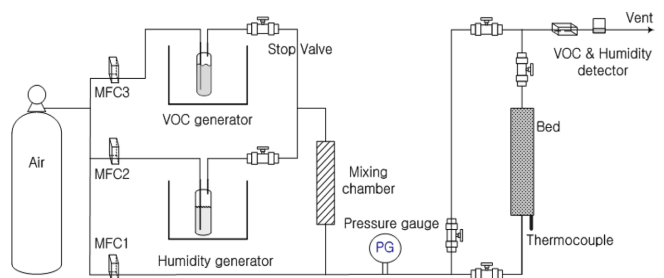 Vent
Stop Valve
VOC & Humidity
detector
MFC3
VOC generator
Air
Bed
MFC2
Mixing
chamber
Pressure gauge
MFC1
PG
Thermocouple
Humidity generator